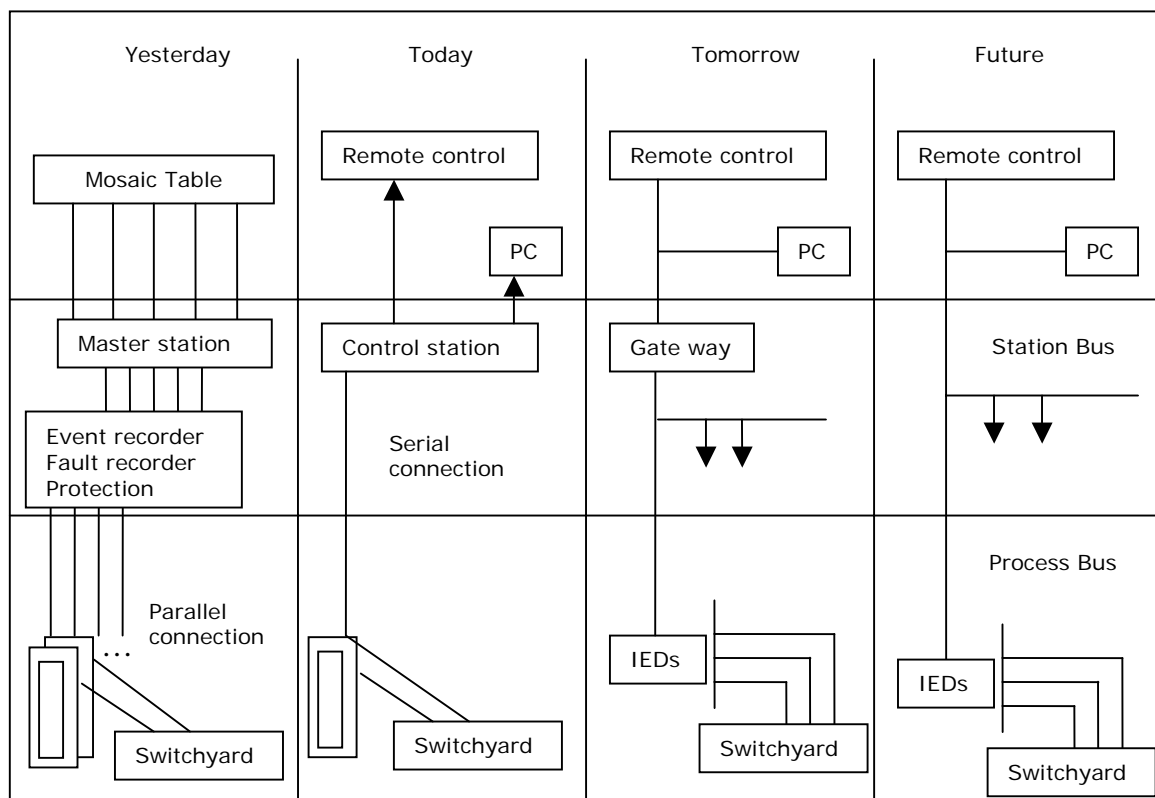 Yesterday
Today
Tomorrow
Future
Mosaic Table
Remote control
Remote control
Remote control
PC
PC
PC
Master station
Control station
Gate way
Station Bus
Event recorder
Fault recorder
Protection
Serial
connection
Process Bus
Parallel
connection
...
IEDs
IEDs
Switchyard
Switchyard
Switchyard
Switchyard